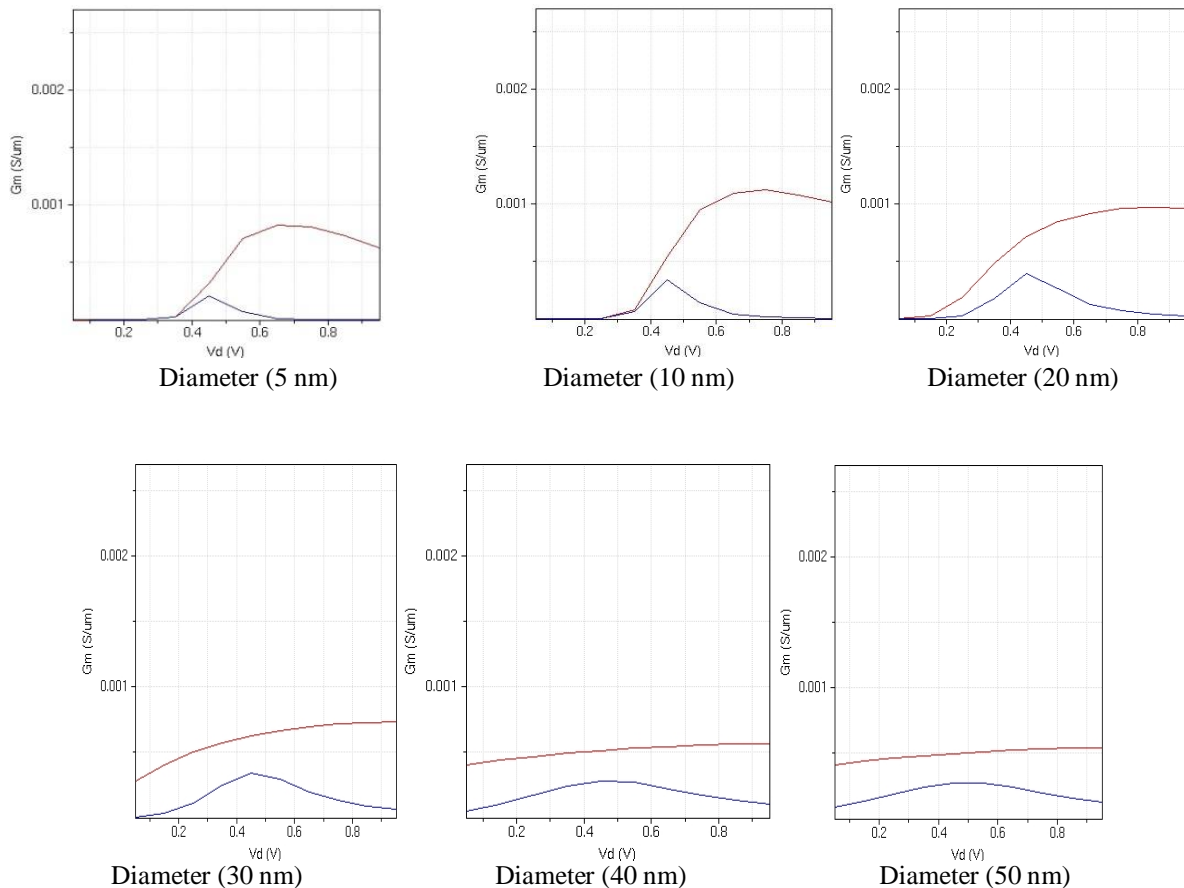 Gm (S/um)
0.002
0.001
0.2 0.4 0.6 0.8
Vd (V)
Diameter (5 nm)
0.002
0.001
0.2 0.4 0.6 0.8
Vd (V)
Diameter (10 nm)
Gm (S/um)
0.002
0.001
0.2 0.4 0.6 0.8
Vd (V)
Diameter (20 nm)
Gm (S/um)
0.002
0.001
0.2 0.4 0.6 0.8
Vd (V)
Diameter (30 nm)
Gm (S/um)
0.002
0.001
0.2 0.4 0.6 0.8
Vd (V)
Diameter (40 nm)
Gm (S/um)
0.002
0.001
0.2 0.4 0.6 0.8
Vd (V)
Diameter (50 nm)